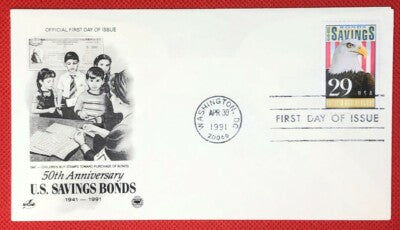 OFFICIAL FIRST DAY OF ISSUE
1941 - CHILDREN BUY STAMPS TOWARD PURCHASE OF BONDS
50th Anniversary
U.S. SAVINGS BONDS
1941 — 1991
WASHINGTON, DC
APR 30
1991
20066
SAVINGS
29
USA
FIRST DAY OF ISSUE